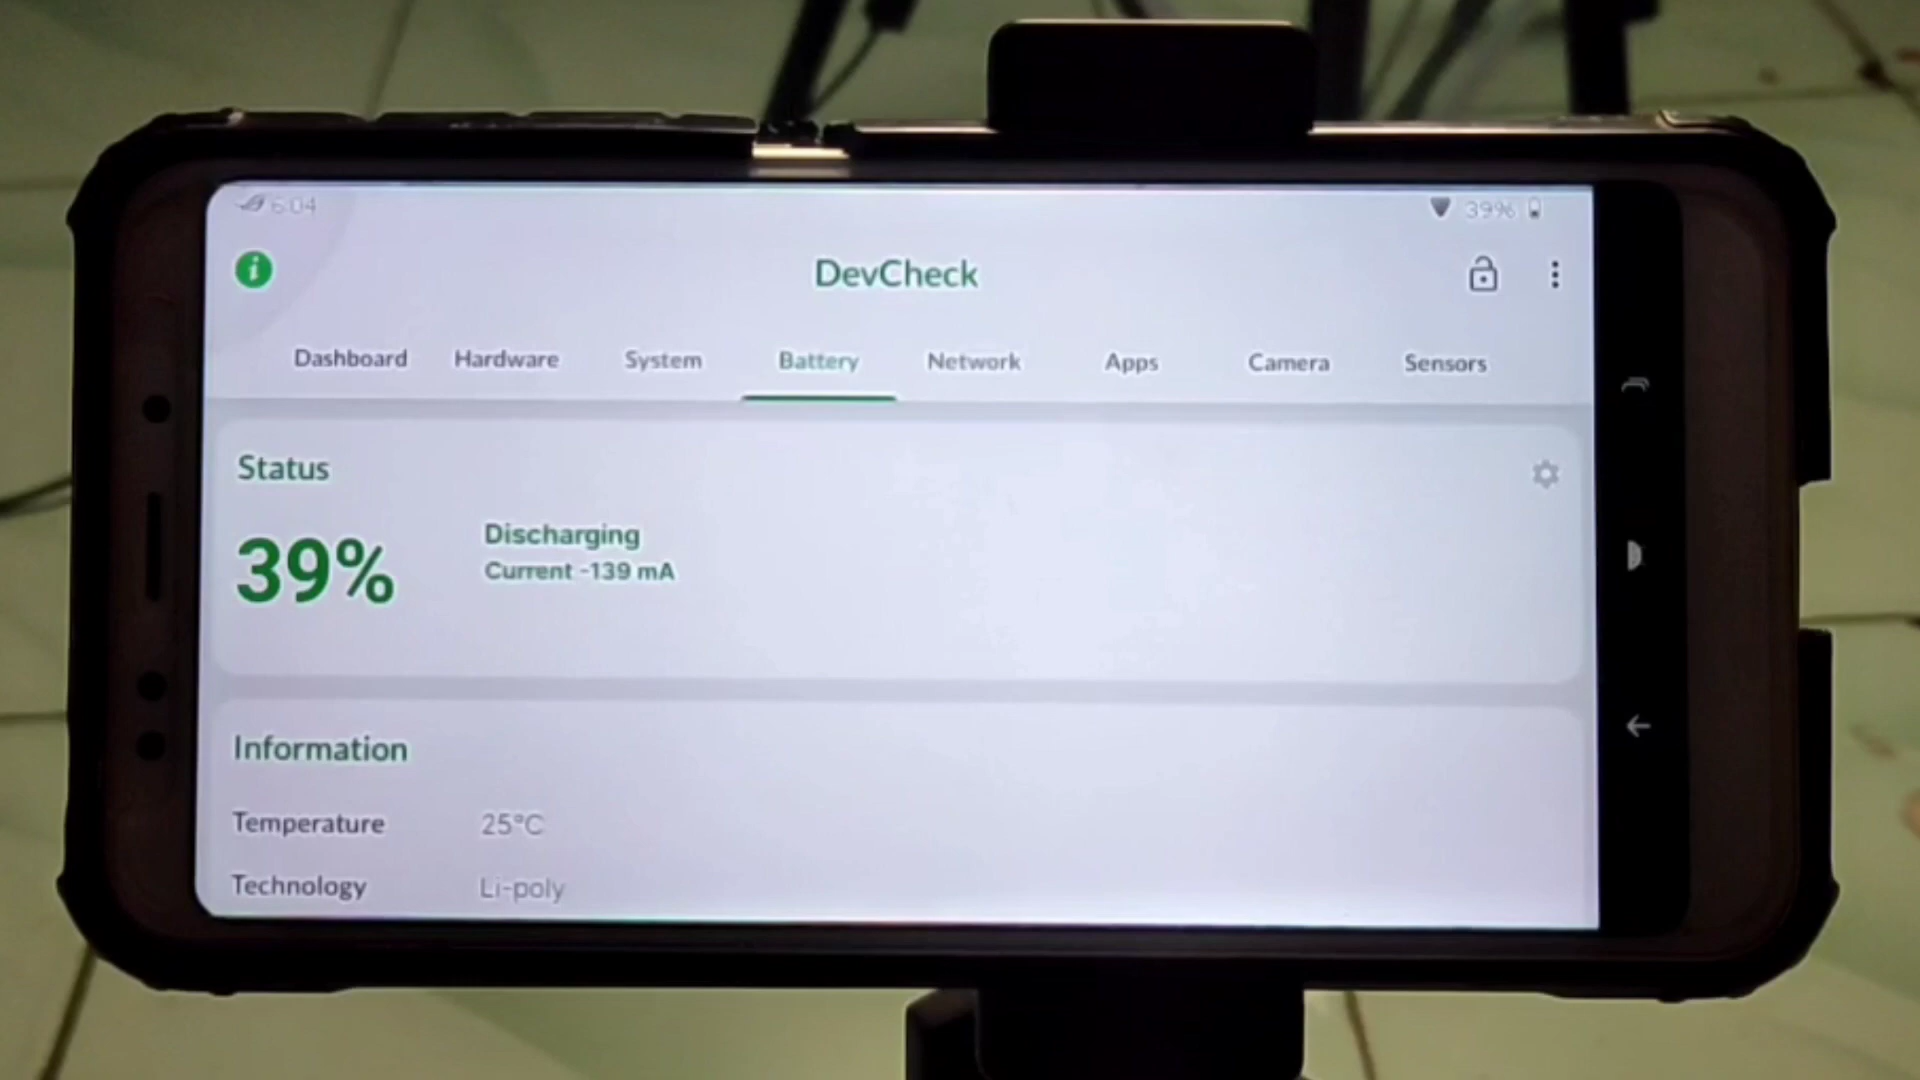 6:04
39%
DevCheck
Dashboard Hardware System Battery Network Apps Camera Sensors
Status
39%
Discharging
Current -139 mA
Information
Temperature 25°C
Technology Li-poly